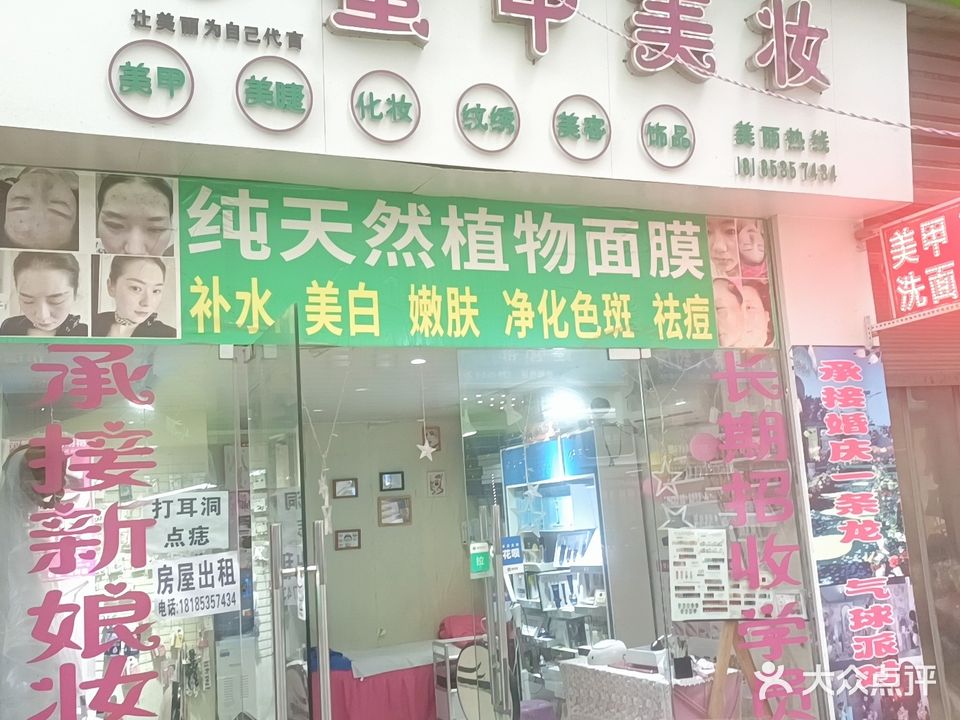 甲美妆
让美丽为自己代言
美甲 美睫 化妆 纹绣 美容 饰品
美丽热线
18185357434
纯天然植物面膜
补水 美白 嫩肤 净化色斑 祛痘
美甲
洗面
承接新娘妆
打耳洞
点痣
房屋出租
电话:18185357434
花呗
长期招收学员
承接婚庆一条龙
气球派
大众点评